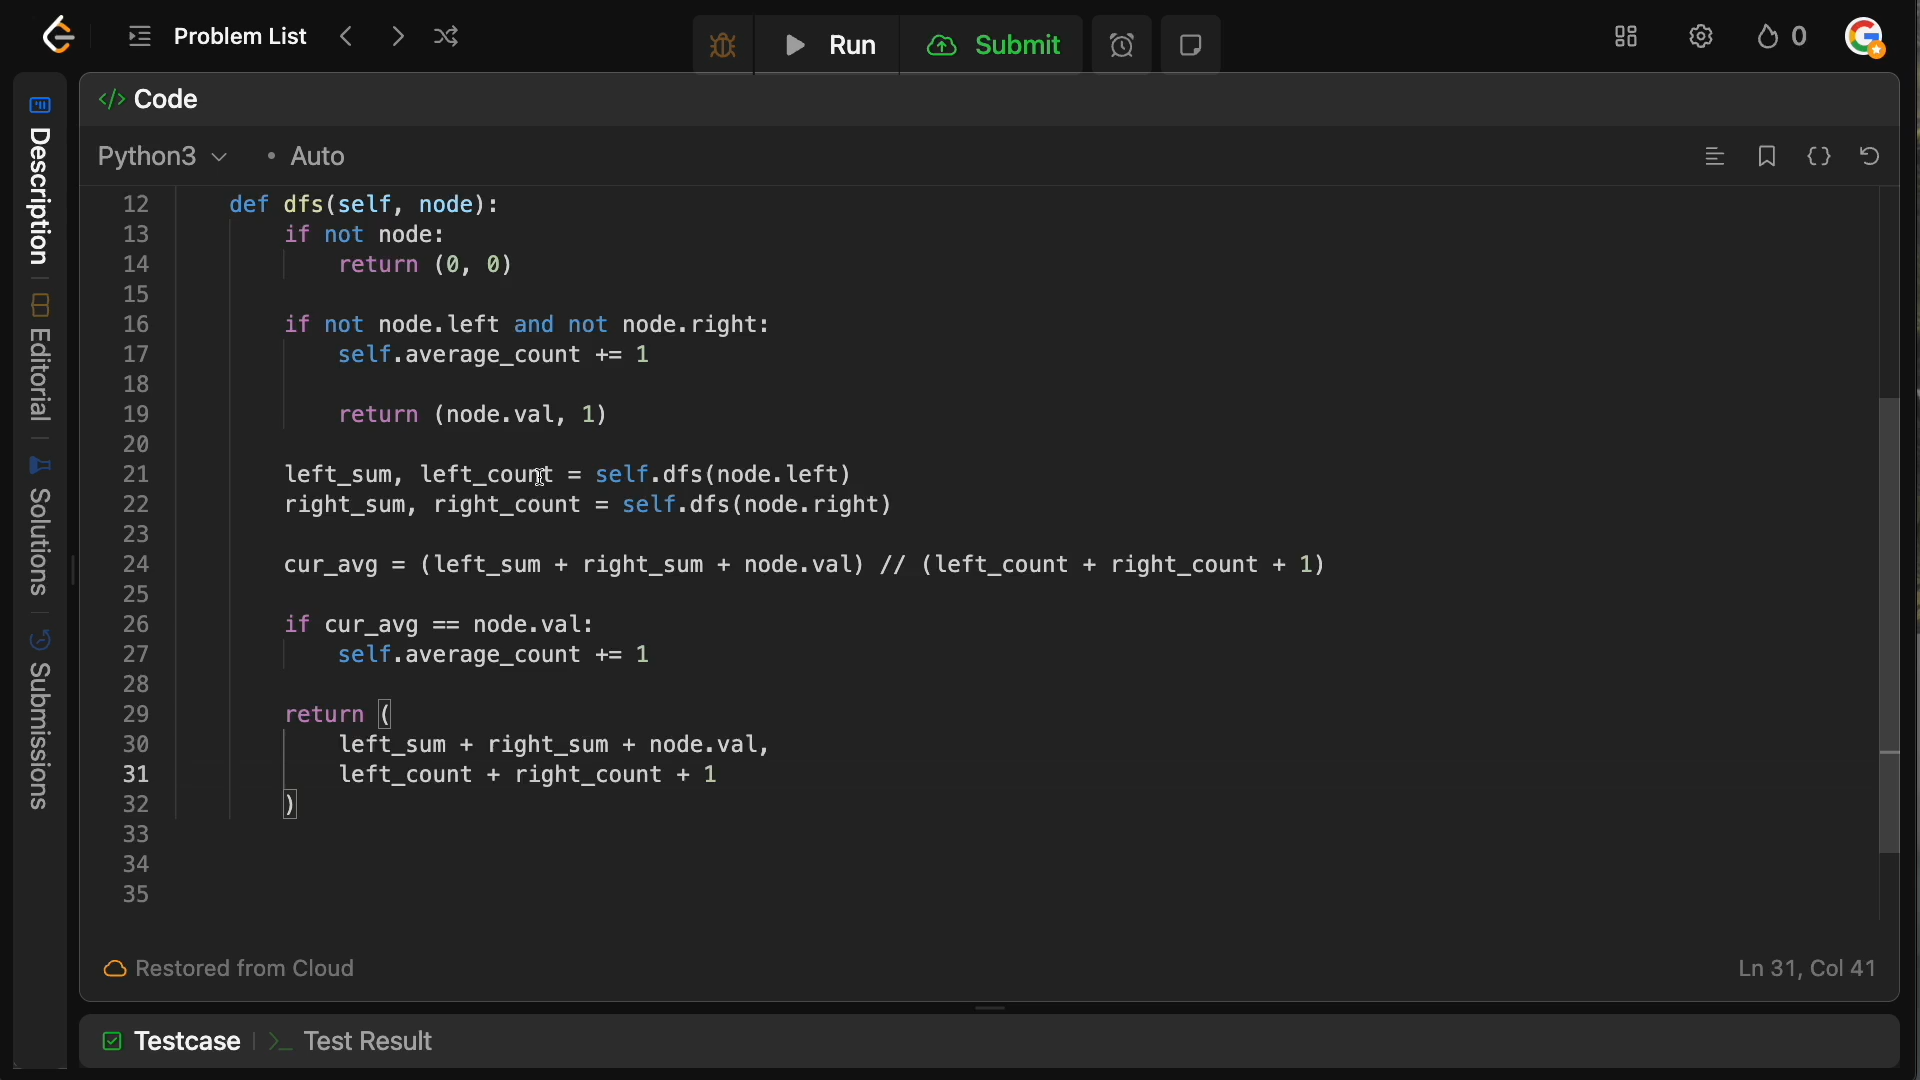 Problem List
Run
Submit
0
Description
Editorial
Solutions
Submissions
</> Code
Python3 • Auto
12 def dfs(self, node):
13 if not node:
14 return (0, 0)
15
16 if not node.left and not node.right:
17 self.average_count += 1
18
19 return (node.val, 1)
20
21 left_sum, left_count = self.dfs(node.left)
22 right_sum, right_count = self.dfs(node.right)
23
24 cur_avg = (left_sum + right_sum + node.val) // (left_count + right_count + 1)
25
26 if cur_avg == node.val:
27 self.average_count += 1
28
29 return (
30 left_sum + right_sum + node.val,
31 left_count + right_count + 1
32 )
33
34
35
Restored from Cloud
Ln 31, Col 41
Testcase
Test Result